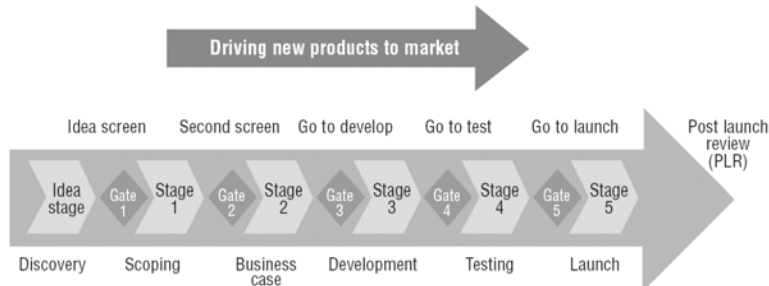 Driving new products to market
Idea screen Second screen Go to develop Go to test Go to launch Post launch
review
(PLR)
Idea
stage
Gate
1
Stage
1
Gate
2
Stage
2
Gate
3
Stage
3
Gate
4
Stage
4
Gate
5
Stage
5
Discovery Scoping Business
case Development Testing Launch